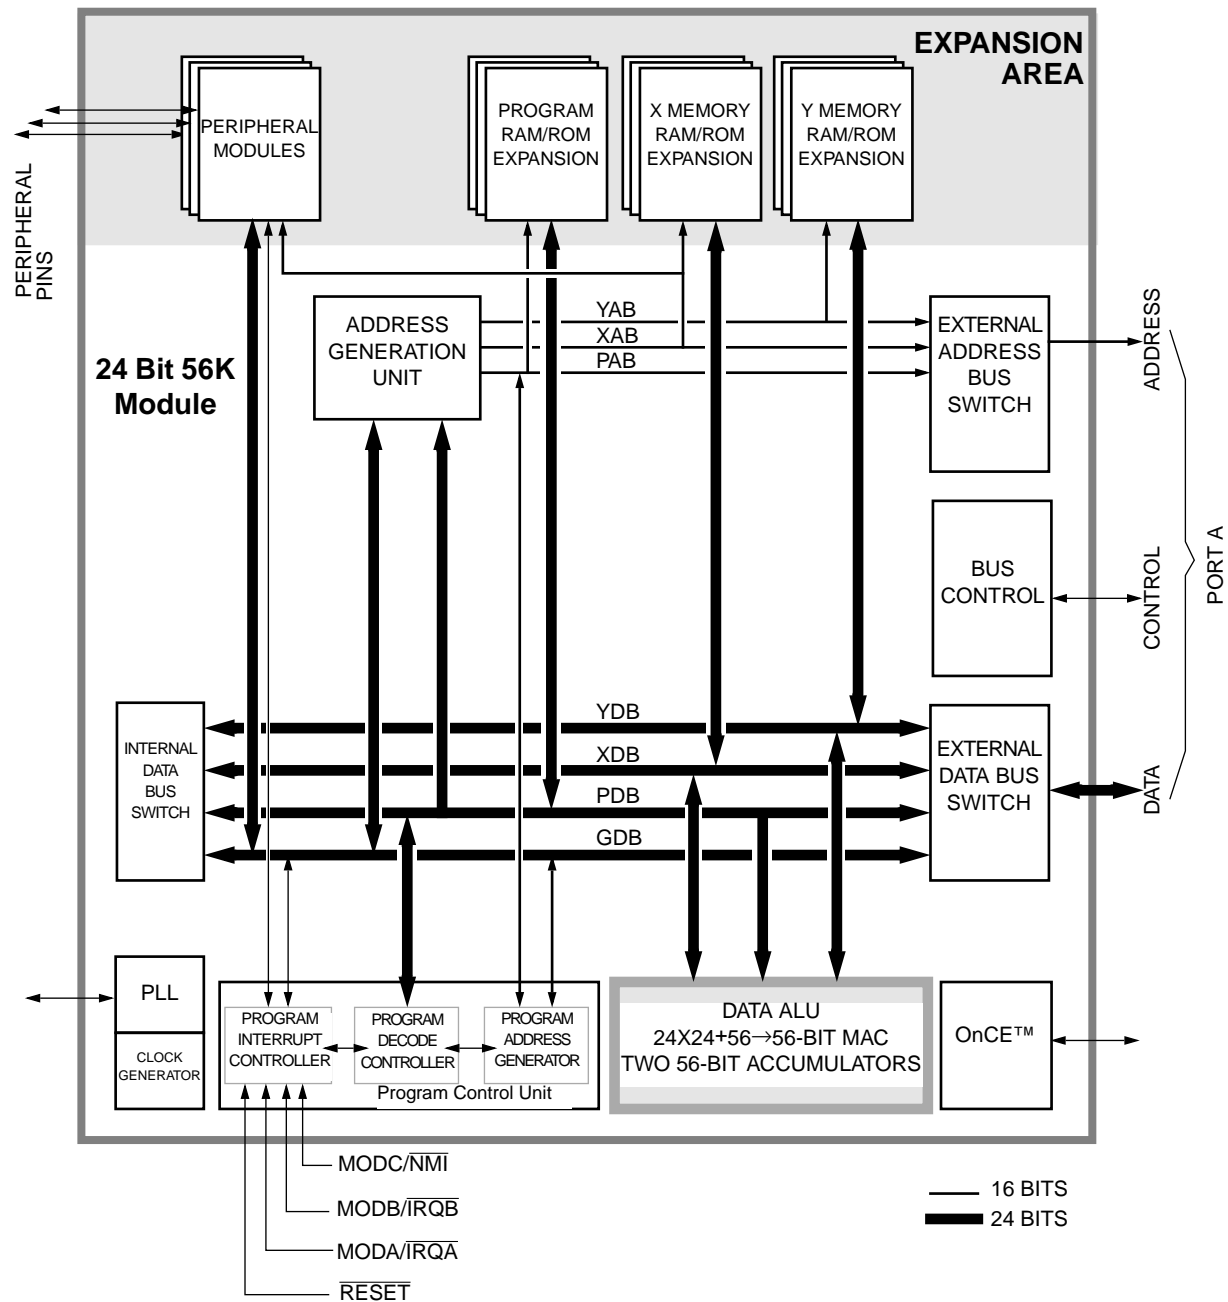 EXPANSION
AREA
PERIPHERAL
MODULES
PROGRAM
RAM/ROM
EXPANSION
X MEMORY
RAM/ROM
EXPANSION
Y MEMORY
RAM/ROM
EXPANSION
PERIPHERAL
PINS
24 Bit 56K
Module
ADDRESS
GENERATION
UNIT
YAB
XAB
PAB
EXTERNAL
ADDRESS
BUS
SWITCH
ADDRESS
BUS
CONTROL
CONTROL
PORT A
INTERNAL
DATA
BUS
SWITCH
YDB
XDB
PDB
GDB
EXTERNAL
DATA BUS
SWITCH
DATA
PLL
CLOCK
GENERATOR
PROGRAM
INTERRUPT
CONTROLLER
PROGRAM
DECODE
CONTROLLER
PROGRAM
ADDRESS
GENERATOR
Program Control Unit
DATA ALU
24X24+56→56-BIT MAC
TWO 56-BIT ACCUMULATORS
OnCE™
MODC/N̅M̅I̅
MODB/I̅R̅Q̅B̅
MODA/I̅R̅Q̅A̅
R̅E̅S̅E̅T̅
16 BITS
24 BITS